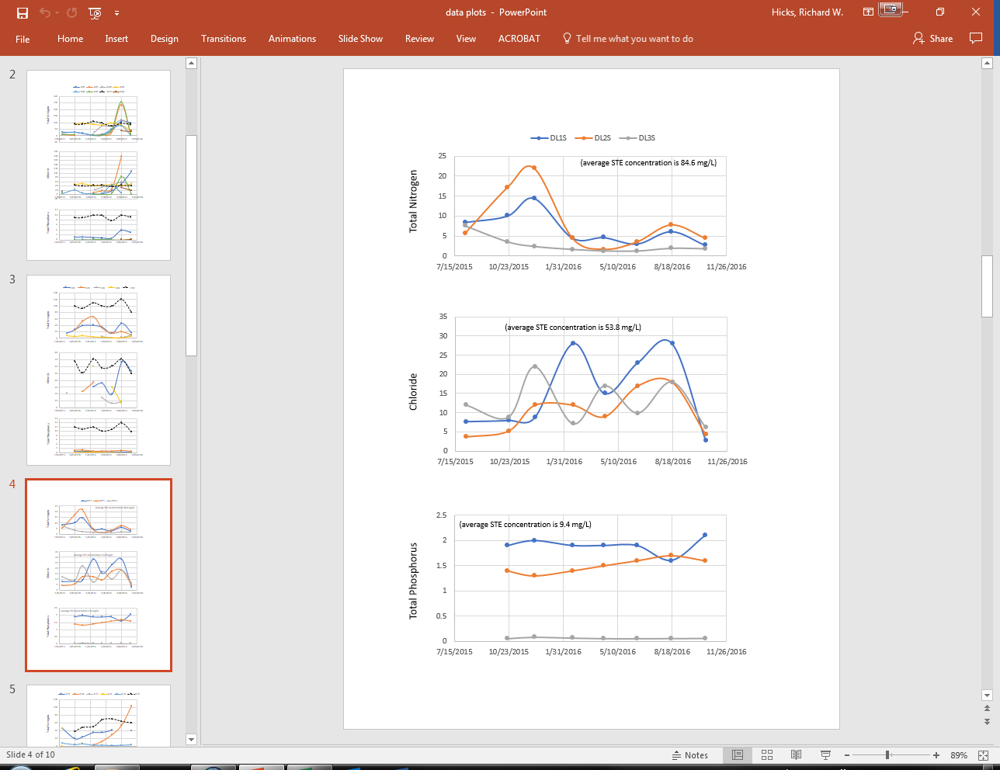 data plots - PowerPoint
Hicks, Richard W.
File Home Insert Design Transitions Animations Slide Show Review View ACROBAT Tell me what you want to do Share
2
3
4
5
DL1S DL2S DL3S
Total Nitrogen
(average STE concentration is 84.6 mg/L)
25
20
15
10
5
0
7/15/2015 10/23/2015 1/31/2016 5/10/2016 8/18/2016 11/26/2016
Chloride
(average STE concentration is 53.8 mg/L)
35
30
25
20
15
10
5
0
7/15/2015 10/23/2015 1/31/2016 5/10/2016 8/18/2016 11/26/2016
Total Phosphorus
(average STE concentration is 9.4 mg/L)
2.5
2
1.5
1
0.5
0
7/15/2015 10/23/2015 1/31/2016 5/10/2016 8/18/2016 11/26/2016
Slide 4 of 10
Notes
89%